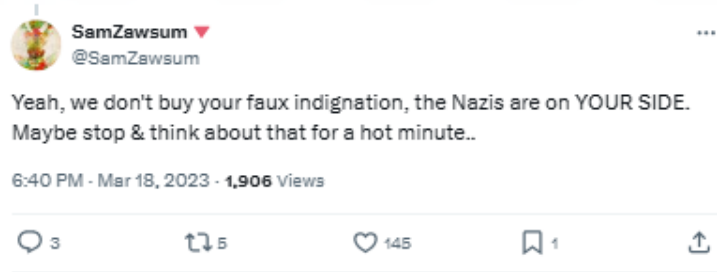 SamZawsum🔻
@SamZawsum
Yeah, we don't buy your faux indignation, the Nazis are on YOUR SIDE.
Maybe stop & think about that for a hot minute..
6:40 PM · Mar 18, 2023 · 1,906 Views
3 5 145 1